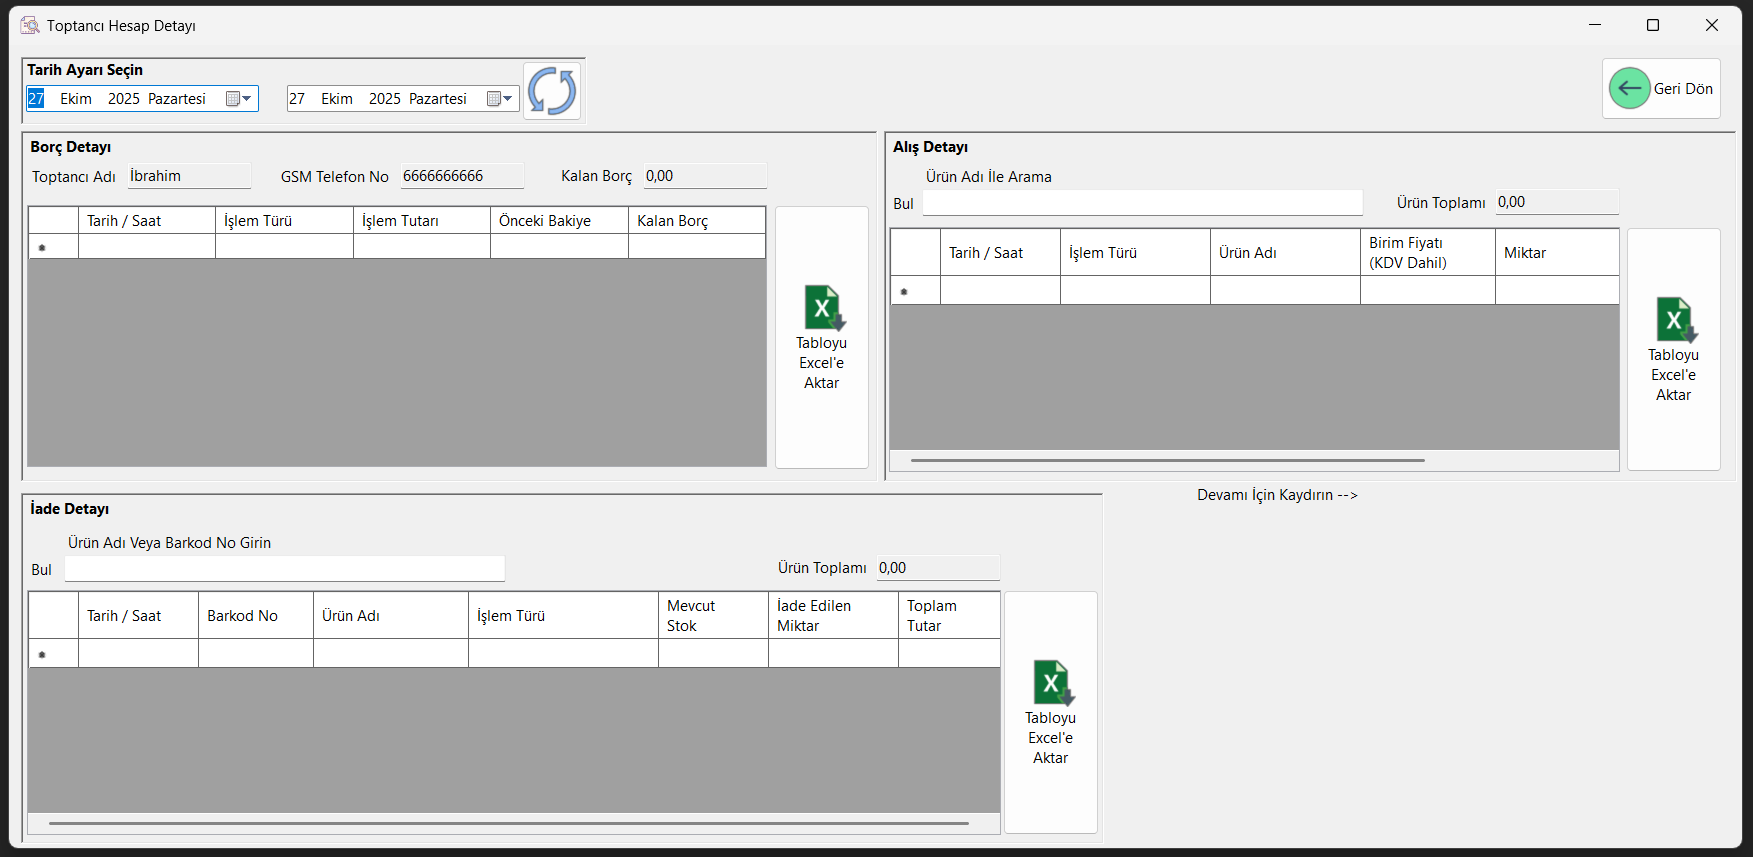 Toptancı Hesap Detayı
Tarih Ayarı Seçin
27 Ekim 2025 Pazartesi
27 Ekim 2025 Pazartesi
Geri Dön
Borç Detayı
Toptancı Adı İbrahim GSM Telefon No 6666666666 Kalan Borç 0,00
Tarih / Saat İşlem Türü İşlem Tutarı Önceki Bakiye Kalan Borç
Tabloyu
Excel'e
Aktar
Alış Detayı
Ürün Adı İle Arama
Bul Ürün Toplamı 0,00
Tarih / Saat İşlem Türü Ürün Adı Birim Fiyatı (KDV Dahil) Miktar
Tabloyu
Excel'e
Aktar
Devamı İçin Kaydırın -->
İade Detayı
Ürün Adı Veya Barkod No Girin
Bul Ürün Toplamı 0,00
Tarih / Saat Barkod No Ürün Adı İşlem Türü Mevcut Stok İade Edilen Miktar Toplam Tutar
Tabloyu
Excel'e
Aktar